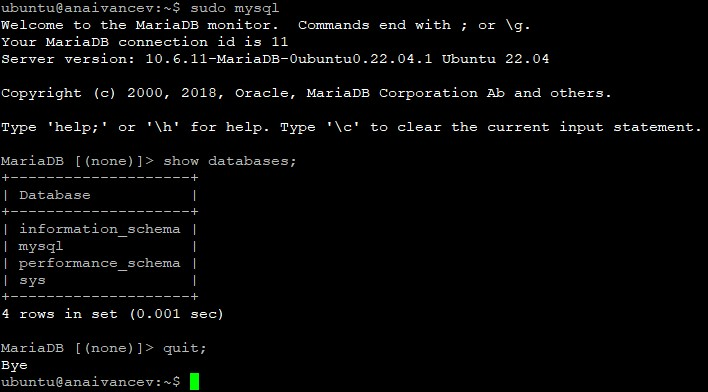 ubuntu@anaivancev:~$ sudo mysql
Welcome to the MariaDB monitor.  Commands end with ; or \g.
Your MariaDB connection id is 11
Server version: 10.6.11-MariaDB-0ubuntu0.22.04.1 Ubuntu 22.04

Copyright (c) 2000, 2018, Oracle, MariaDB Corporation Ab and others.

Type 'help;' or '\h' for help. Type '\c' to clear the current input statement.

MariaDB [(none)]> show databases;
+--------------------+
| Database           |
+--------------------+
| information_schema |
| mysql              |
| performance_schema |
| sys                |
+--------------------+
4 rows in set (0.001 sec)

MariaDB [(none)]> quit;
Bye
ubuntu@anaivancev:~$